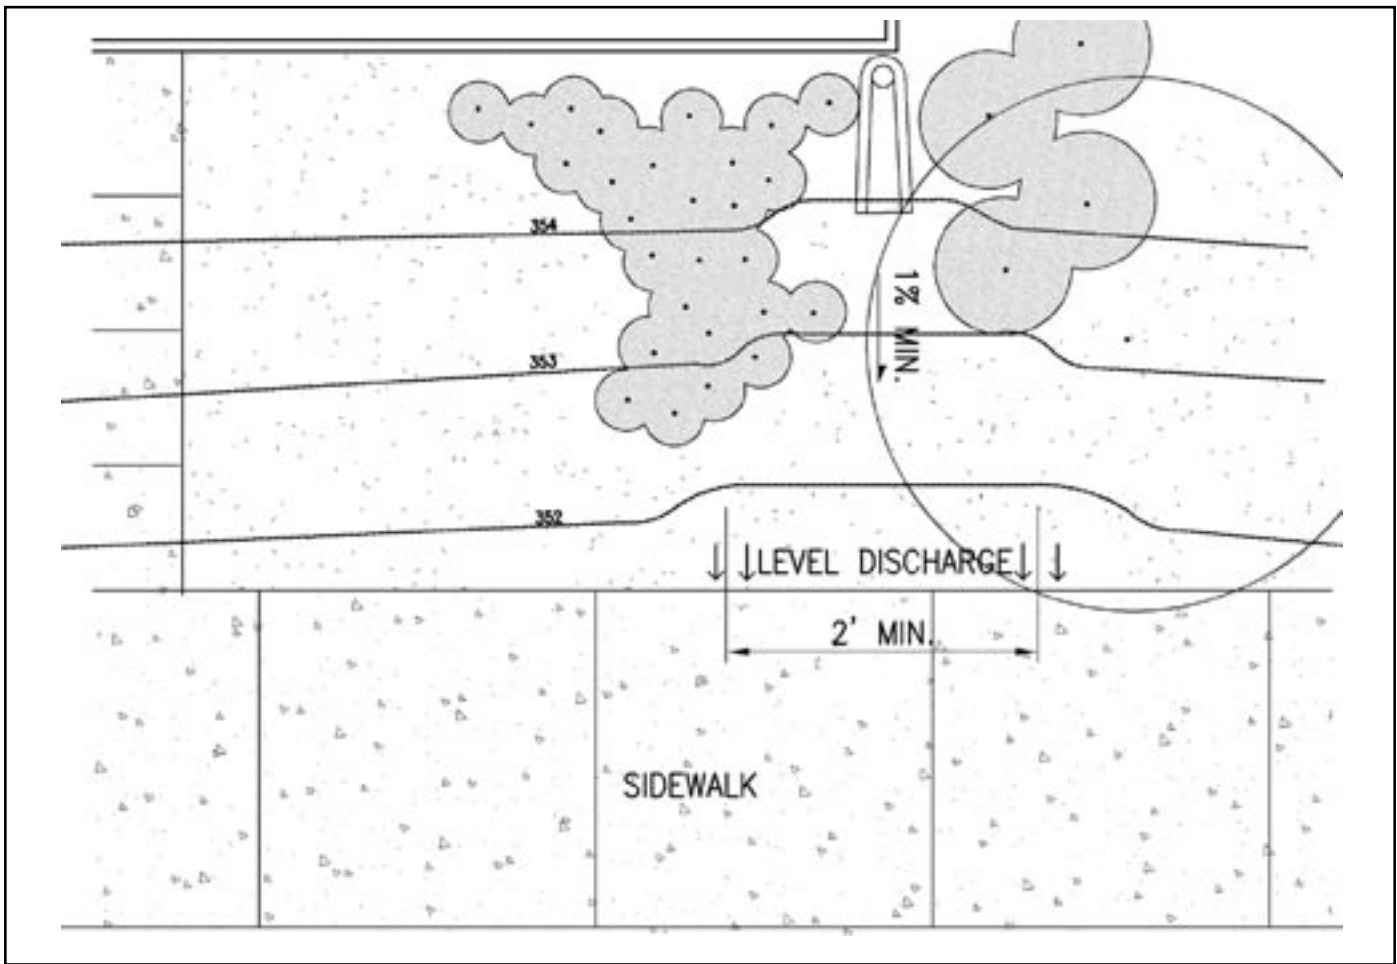 354
1% MIN.
353
352
LEVEL DISCHARGE
2' MIN.
SIDEWALK